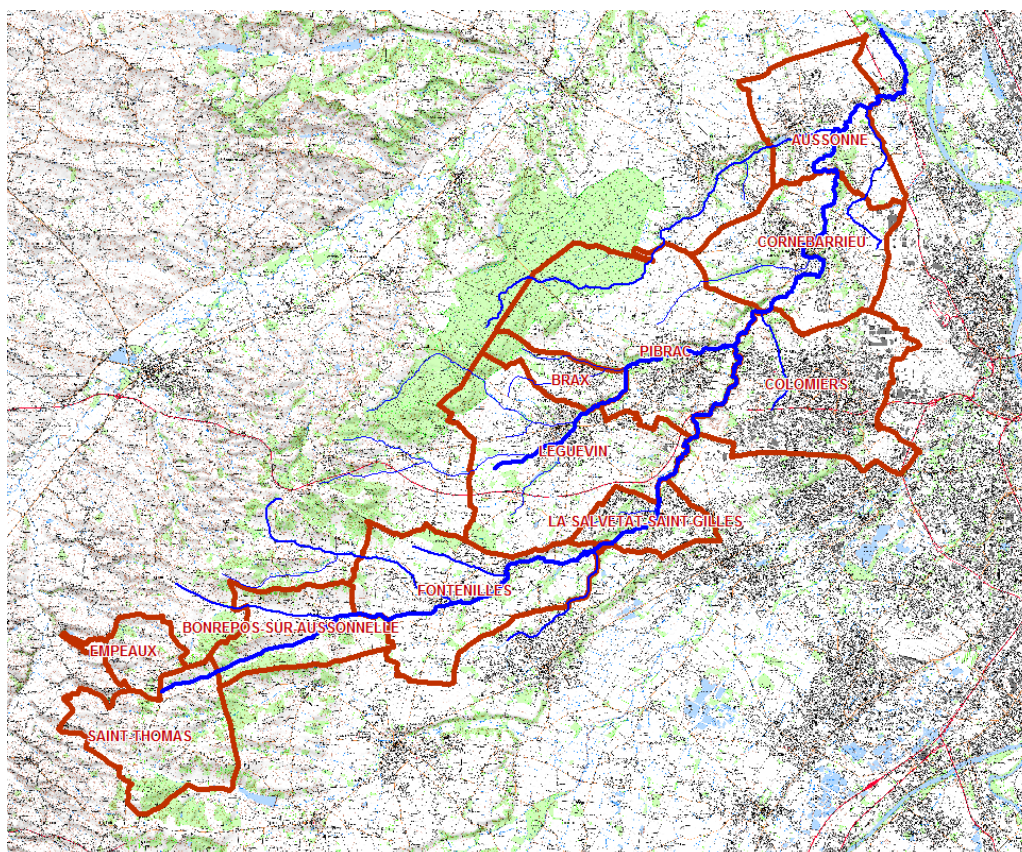 AUSSONNE
CORNEBARRIEU
PIBRAC
BRAX
COLOMIERS
LEGUEVIN
LA SALVETAT-SAINT-GILLES
FONTENILLES
BONREPOS-SUR-AUSSONNELLE
EMPEAUX
SAINT-THOMAS